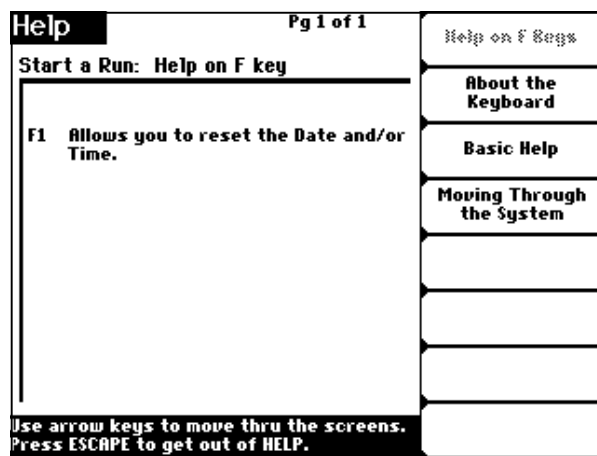 Help
Pg 1 of 1
Start a Run: Help on F key
F1 Allows you to reset the Date and/or
Time.
Use arrow keys to move thru the screens.
Press ESCAPE to get out of HELP.
Help on F Keys
About the
Keyboard
Basic Help
Moving Through
the System